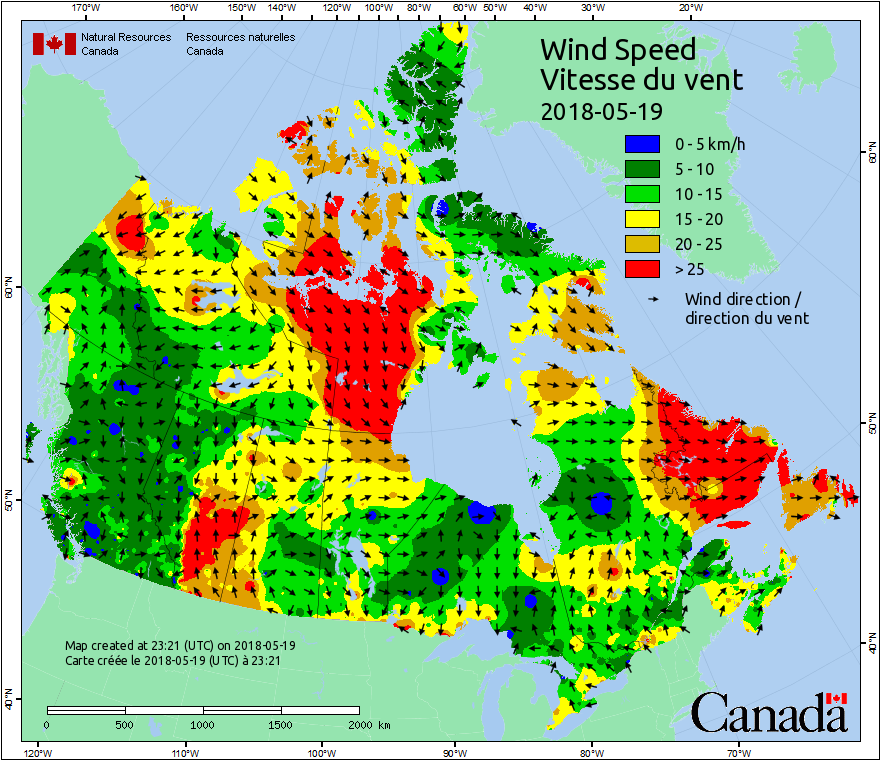 170°W 160°W 150°W 140°W 130°W 120°W 110°W 100°W 80°W 60°W 50°W 40°W 30°W 20°W
Natural Resources Ressources naturelles
Canada Canada
Wind Speed
Vitesse du vent
2018-05-19
0 - 5 km/h
5 - 10
10 - 15
15 - 20
20 - 25
> 25
Wind direction /
direction du vent
60°N
60°N
50°N
50°N
40°N
40°N
Map created at 23:21 (UTC) on 2018-05-19
Carte créée le 2018-05-19 (UTC) à 23:21
0 500 1000 1500 2000 km
Canada
120°W 110°W 100°W 90°W 80°W 70°W